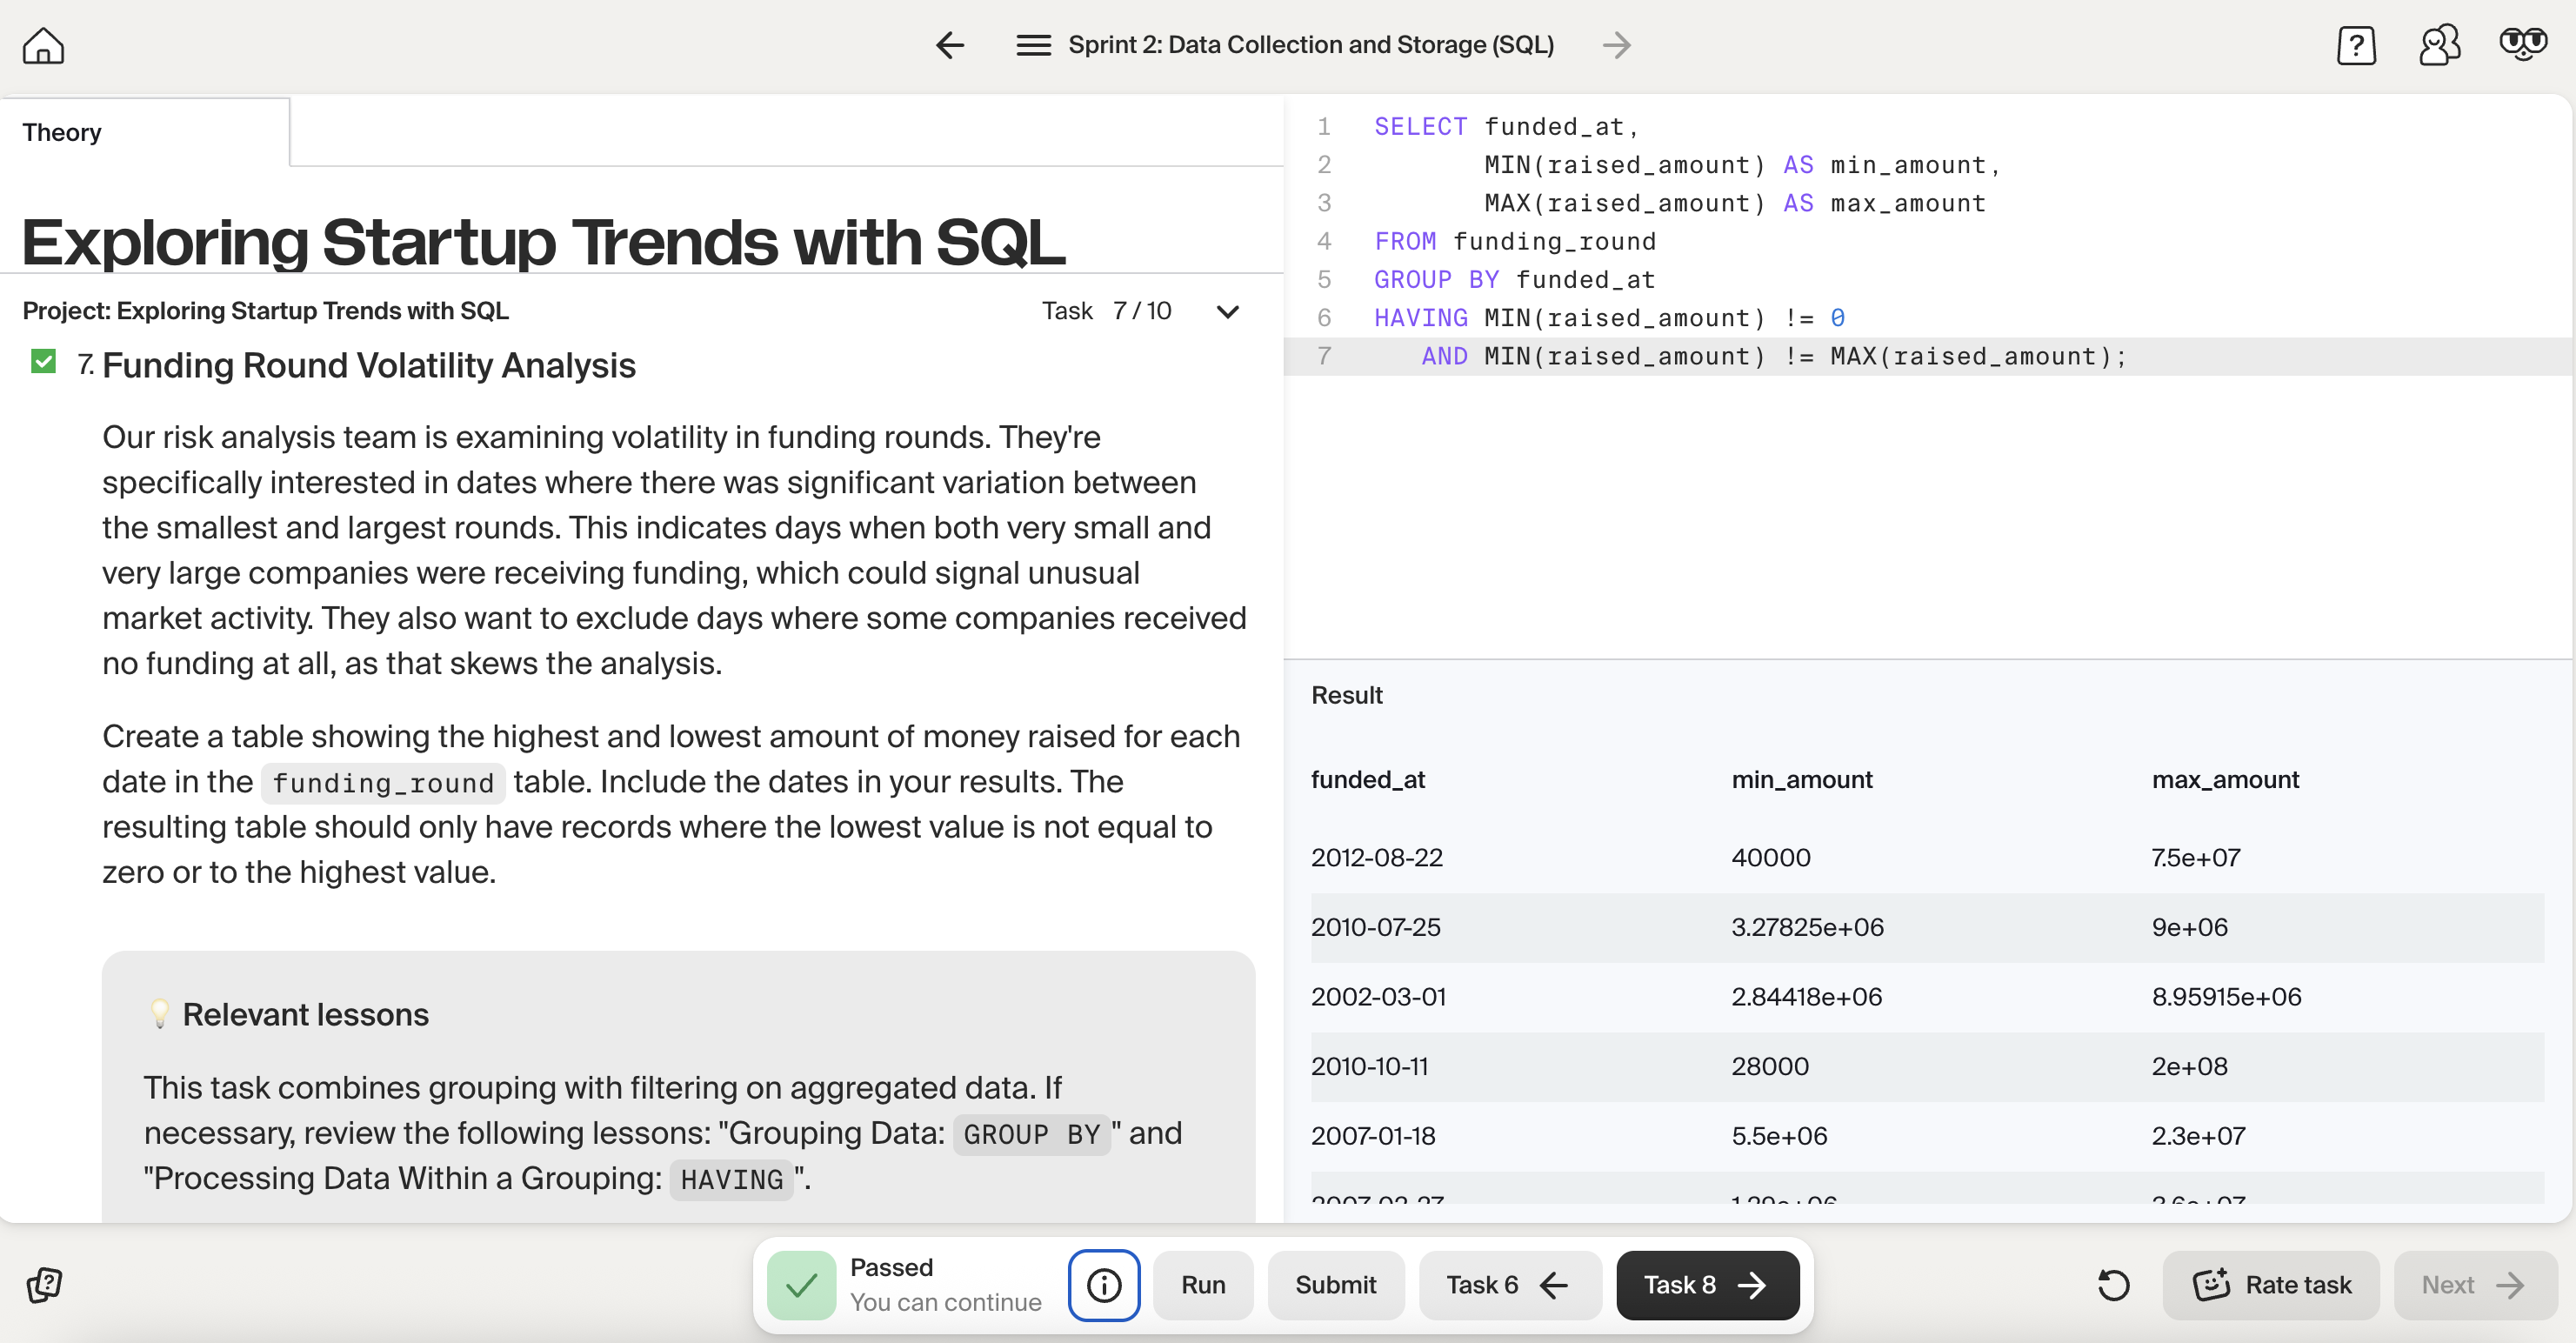 Sprint 2: Data Collection and Storage (SQL)
Theory
Exploring Startup Trends with SQL
Project: Exploring Startup Trends with SQL
Task 7 / 10
7. Funding Round Volatility Analysis
Our risk analysis team is examining volatility in funding rounds. They're
specifically interested in dates where there was significant variation between
the smallest and largest rounds. This indicates days when both very small and
very large companies were receiving funding, which could signal unusual
market activity. They also want to exclude days where some companies received
no funding at all, as that skews the analysis.
Create a table showing the highest and lowest amount of money raised for each
date in the funding_round table. Include the dates in your results. The
resulting table should only have records where the lowest value is not equal to
zero or to the highest value.
Relevant lessons
This task combines grouping with filtering on aggregated data. If
necessary, review the following lessons: "Grouping Data: GROUP BY" and
"Processing Data Within a Grouping: HAVING".
1 SELECT funded_at,
2 MIN(raised_amount) AS min_amount,
3 MAX(raised_amount) AS max_amount
4 FROM funding_round
5 GROUP BY funded_at
6 HAVING MIN(raised_amount) != 0
7 AND MIN(raised_amount) != MAX(raised_amount);
Result
funded_at min_amount max_amount
2012-08-22 40000 7.5e+07
2010-07-25 3.27825e+06 9e+06
2002-03-01 2.84418e+06 8.95915e+06
2010-10-11 28000 2e+08
2007-01-18 5.5e+06 2.3e+07
Passed
You can continue
Run
Submit
Task 6
Task 8
Rate task
Next